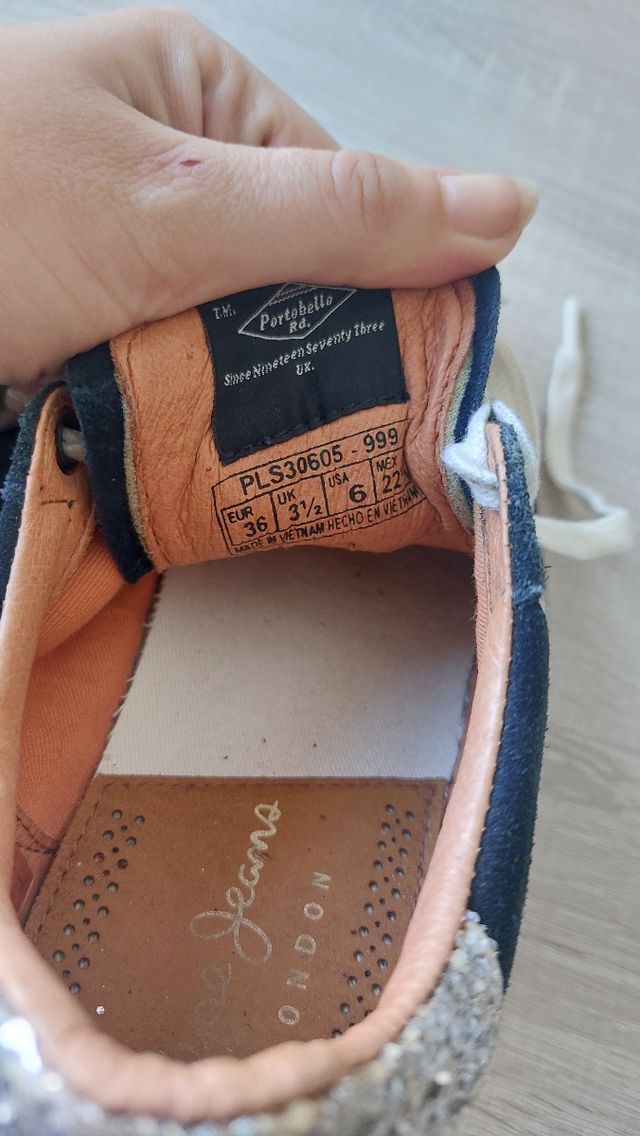 T.M.
Portobello
Rd.
Since Nineteen Seventy Three
UK.
PLS30605 - 999
EUR UK USA MEX
36 3½ 6 22
MADE IN VIETNAM HECHO EN VIETNAM
Jeans
ONDON